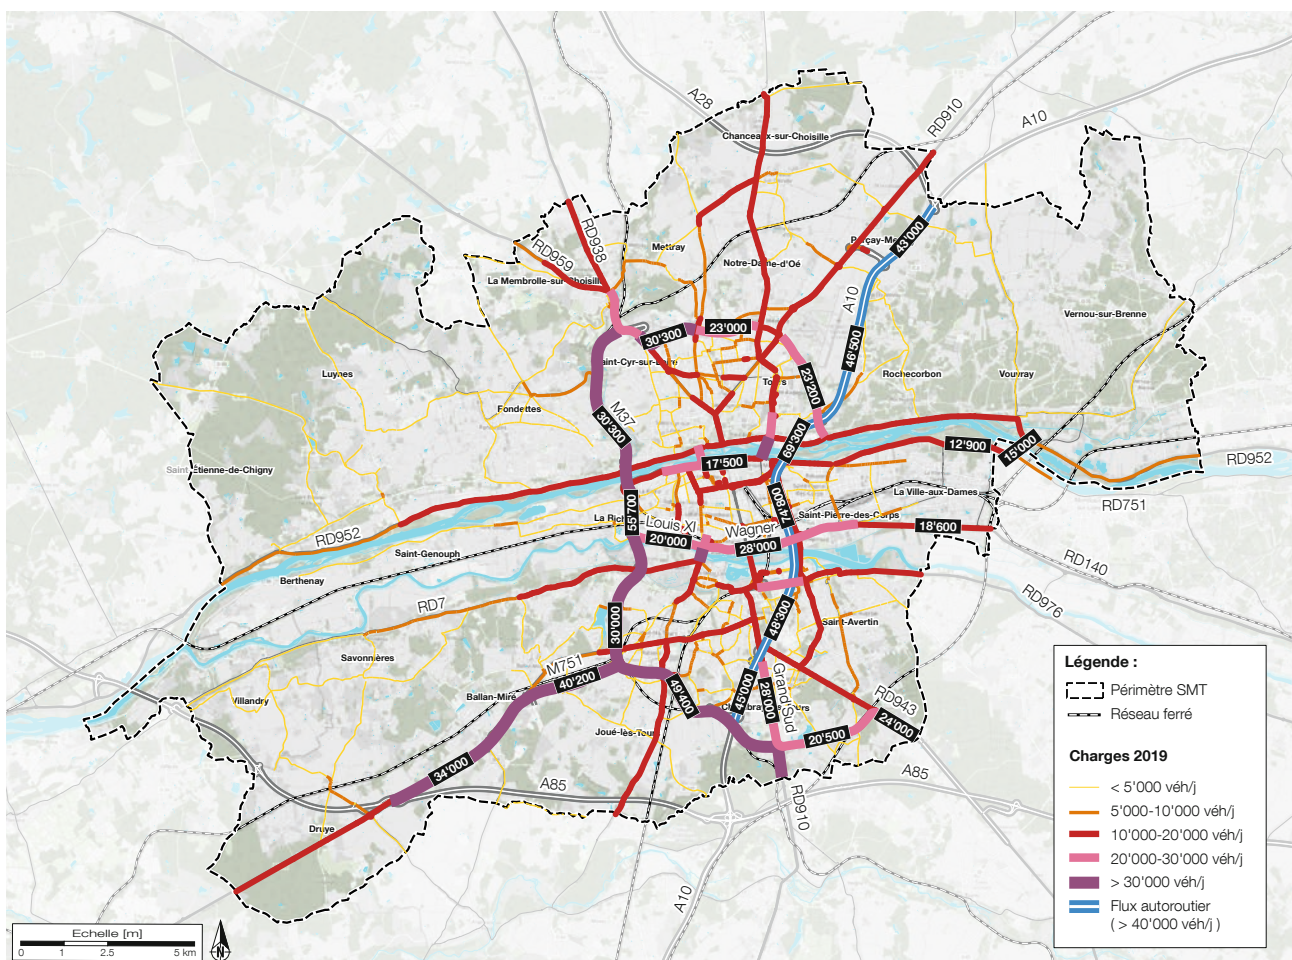 A28
RD910
A10
Chanceaux-sur-Choisille
RD938
RD959
Mettray
Notre-Dame-d'Oé
La Membrolle-sur-Choisille
43'000
A10
Vernou-sur-Brenne
30'300
23'000
46'500
Saint-Cyr-sur-Loire
Luynes
Tours
23'200
Rochecorbon
Vouvray
Fondettes
M37
30'300
69'300
12'900
15'000
17'500
RD952
Saint-Étienne-de-Chigny
74'800
La Ville-aux-Dames
RD751
55'700
La Riche
Louis XI
Wagner
Saint-Pierre-des-Corps
18'600
RD952
20'000
28'000
Saint-Genouph
Berthenay
RD140
RD7
RD976
30'000
48'300
Saint-Avertin
Savonnières
M751
40'200
Ballan-Miré
Villandry
49'400
45'000
28'000
Grand Sud
RD943
24'000
20'500
Joué-lès-Tours
34'000
A85
A85
RD910
Druye
A10
Légende :
Périmètre SMT
Réseau ferré
Charges 2019
< 5'000 véh/j
5'000-10'000 véh/j
10'000-20'000 véh/j
20'000-30'000 véh/j
> 30'000 véh/j
Flux autoroutier
( > 40'000 véh/j )
Echelle [m]
0 1 2.5 5 km
N